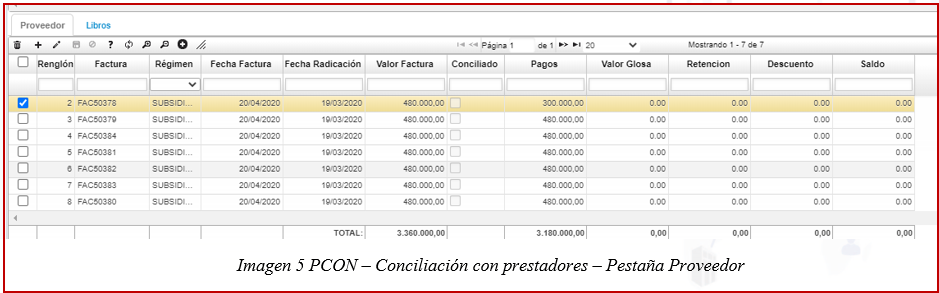 Proveedor Libros
Página 1 de 1 20 Mostrando 1 - 7 de 7
Renglón Factura Régimen Fecha Factura Fecha Radicación Valor Factura Conciliado Pagos Valor Glosa Retencion Descuento Saldo
2 FAC50378 SUBSIDI... 20/04/2020 19/03/2020 480.000,00 300.000,00 0.00 0.00 0.00 0.00
3 FAC50379 SUBSIDI... 20/04/2020 19/03/2020 480.000,00 480.000,00 0.00 0.00 0.00 0.00
4 FAC50384 SUBSIDI... 20/04/2020 19/03/2020 480.000,00 480.000,00 0.00 0.00 0.00 0.00
5 FAC50381 SUBSIDI... 20/04/2020 19/03/2020 480.000,00 480.000,00 0.00 0.00 0.00 0.00
6 FAC50382 SUBSIDI... 20/04/2020 19/03/2020 480.000,00 480.000,00 0.00 0.00 0.00 0.00
7 FAC50383 SUBSIDI... 20/04/2020 19/03/2020 480.000,00 480.000,00 0.00 0.00 0.00 0.00
8 FAC50380 SUBSIDI... 20/04/2020 19/03/2020 480.000,00 480.000,00 0.00 0.00 0.00 0.00
TOTAL: 3.360.000,00 3.180.000,00 0,00 0,00 0,00 0,00
Imagen 5 PCON – Conciliación con prestadores – Pestaña Proveedor